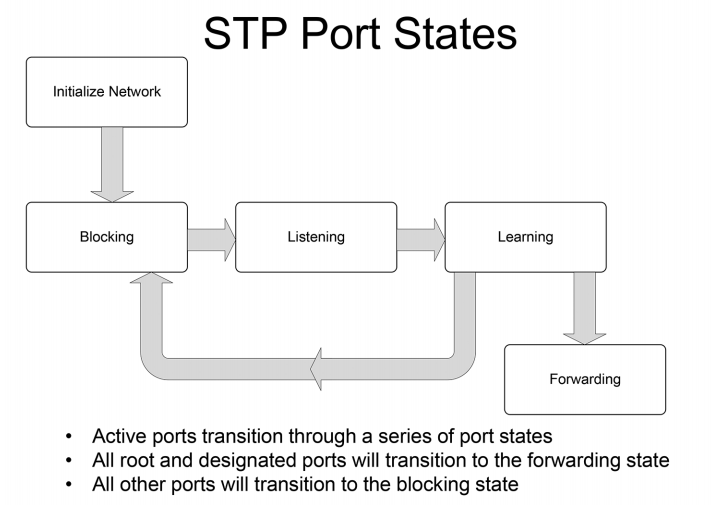 STP Port States
Initialize Network
Blocking
Listening
Learning
Forwarding
• Active ports transition through a series of port states
• All root and designated ports will transition to the forwarding state
• All other ports will transition to the blocking state